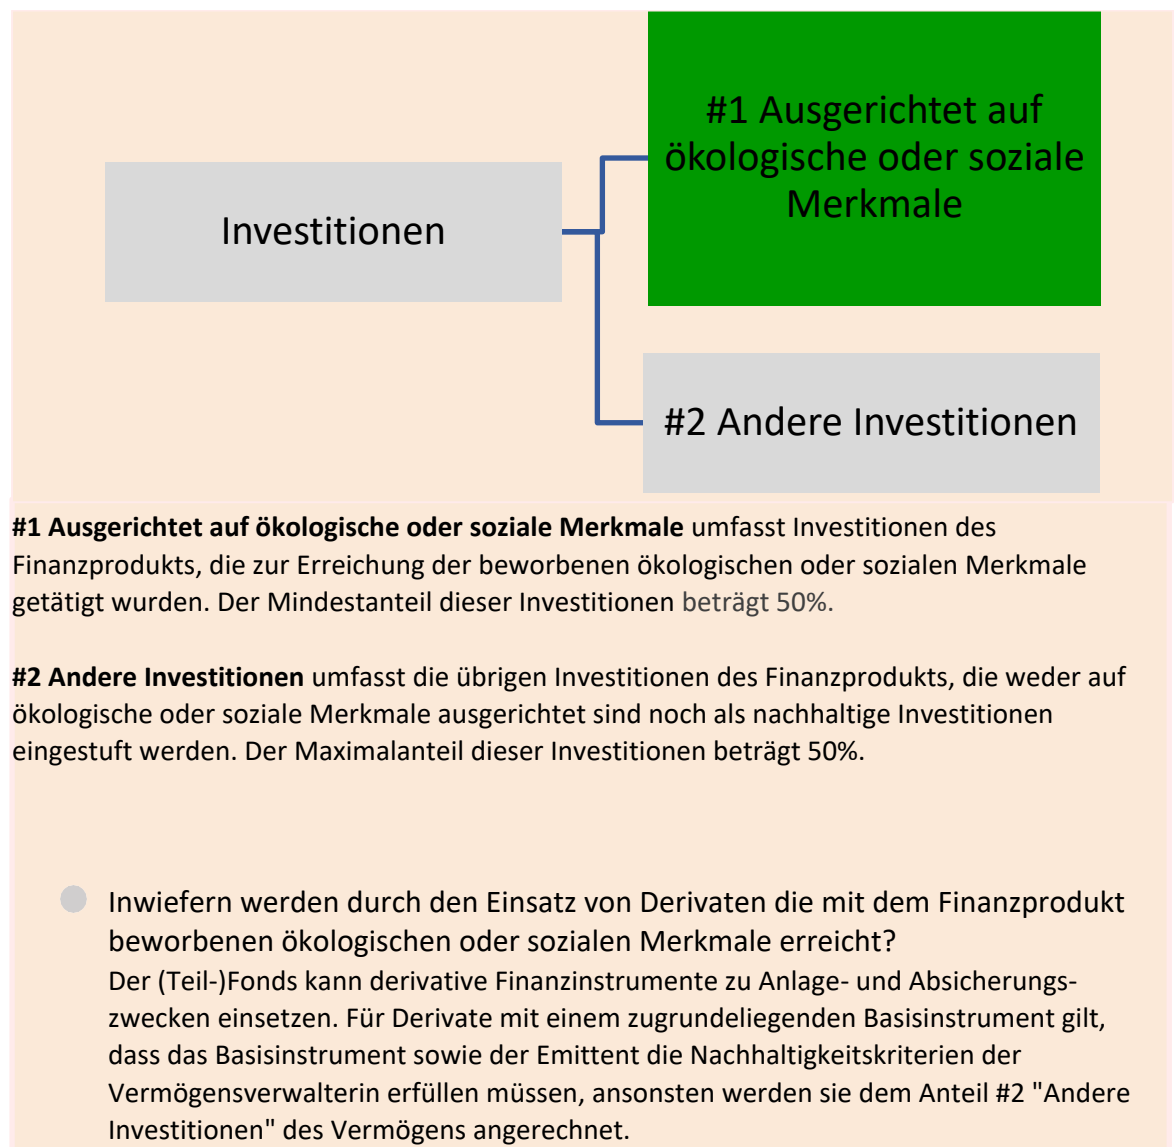 #1 Ausgerichtet auf
ökologische oder soziale
Merkmale
Investitionen
#2 Andere Investitionen
#1 Ausgerichtet auf ökologische oder soziale Merkmale umfasst Investitionen des
Finanzprodukts, die zur Erreichung der beworbenen ökologischen oder sozialen Merkmale
getätigt wurden. Der Mindestanteil dieser Investitionen beträgt 50%.
#2 Andere Investitionen umfasst die übrigen Investitionen des Finanzprodukts, die weder auf
ökologische oder soziale Merkmale ausgerichtet sind noch als nachhaltige Investitionen
eingestuft werden. Der Maximalanteil dieser Investitionen beträgt 50%.
Inwiefern werden durch den Einsatz von Derivaten die mit dem Finanzprodukt
beworbenen ökologischen oder sozialen Merkmale erreicht?
Der (Teil-)Fonds kann derivative Finanzinstrumente zu Anlage- und Absicherungs-
zwecken einsetzen. Für Derivate mit einem zugrundeliegenden Basisinstrument gilt,
dass das Basisinstrument sowie der Emittent die Nachhaltigkeitskriterien der
Vermögensverwalterin erfüllen müssen, ansonsten werden sie dem Anteil #2 "Andere
Investitionen" des Vermögens angerechnet.